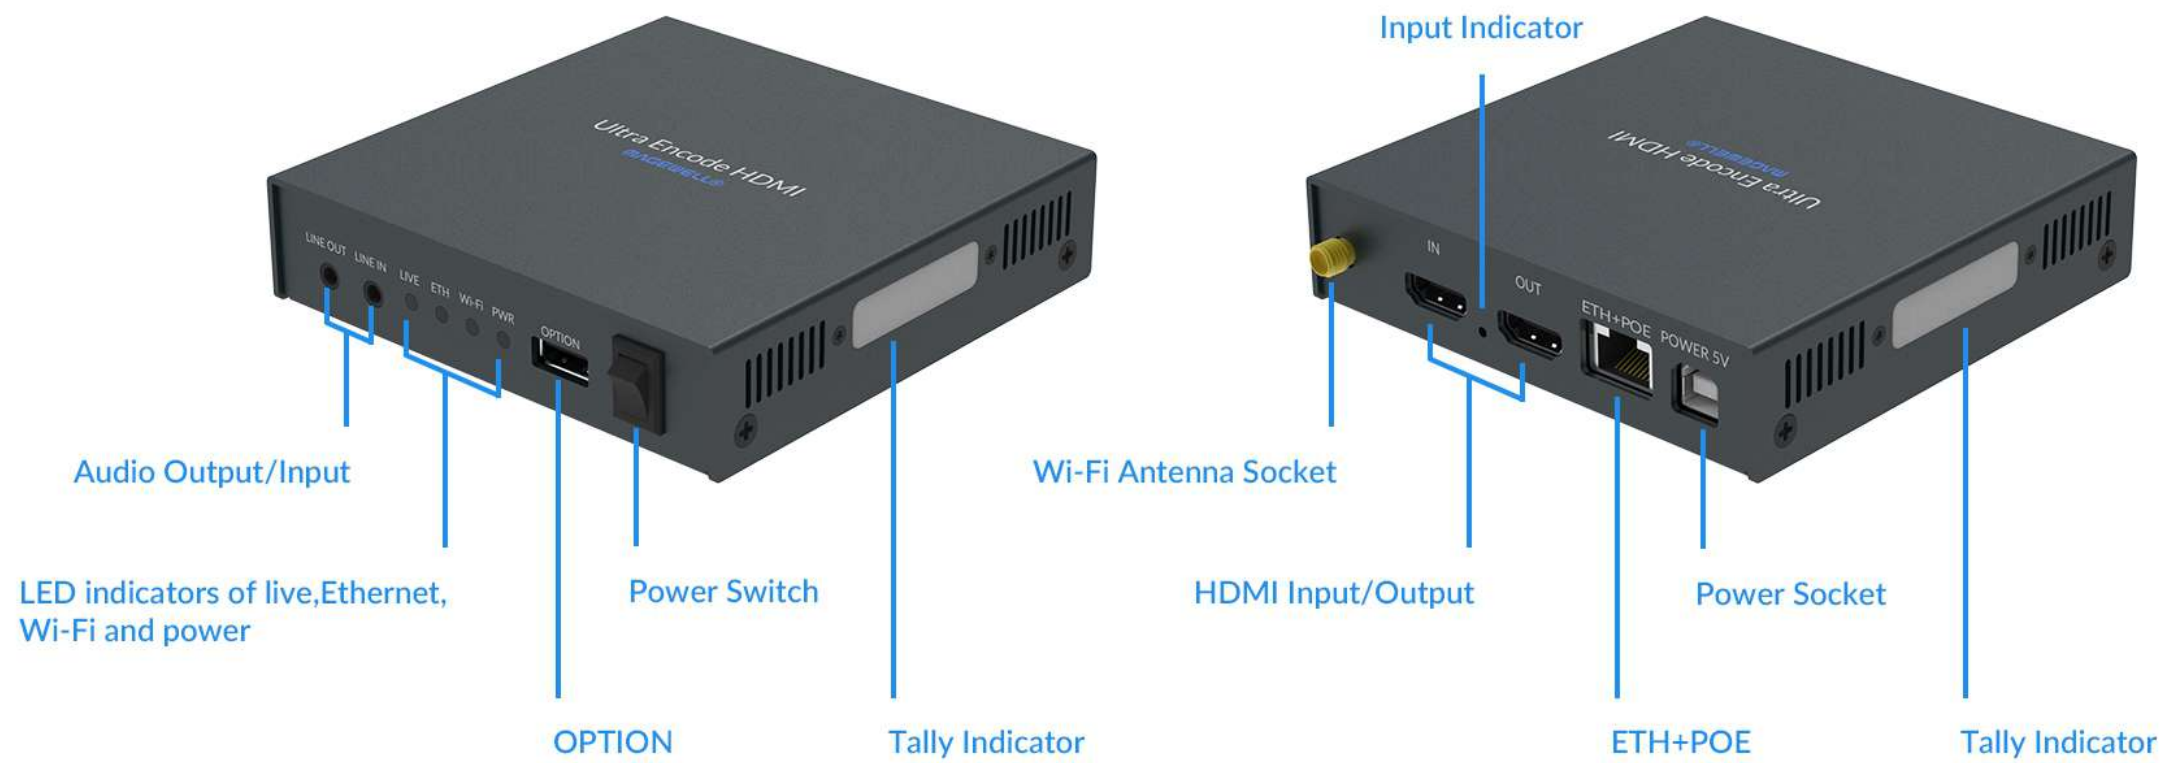 Input Indicator
Ultra Encode HDMI
MAGEWELL®
LINE OUT
LINE IN
LIVE
ETH
Wi-Fi
PWR
OPTION
Audio Output/Input
LED indicators of live,Ethernet,
Wi-Fi and power
Power Switch
OPTION
Tally Indicator
Ultra Encode HDMI
MAGEWELL®
IN
OUT
ETH+POE
POWER 5V
Wi-Fi Antenna Socket
HDMI Input/Output
Power Socket
ETH+POE
Tally Indicator